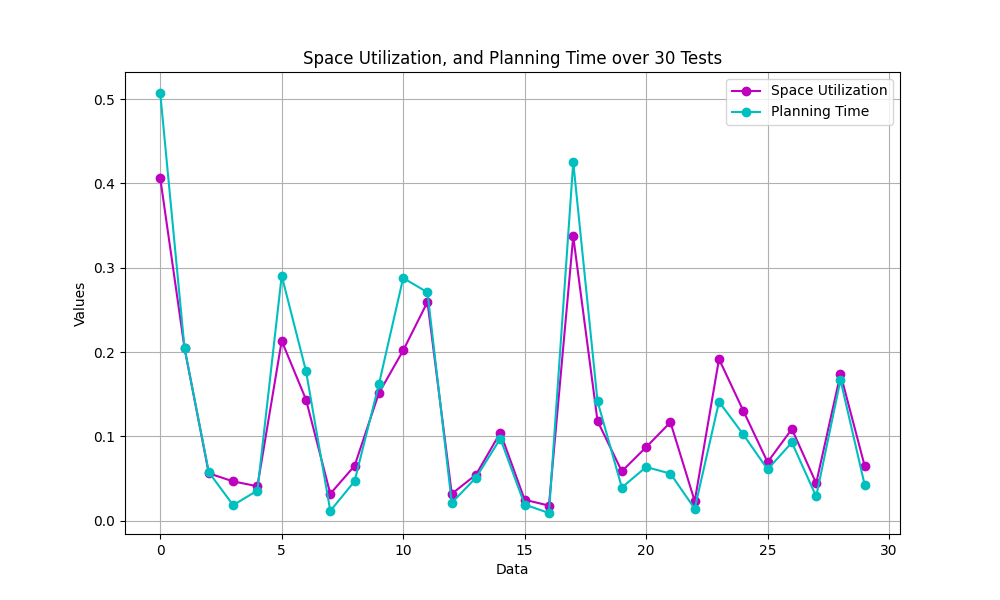 Space Utilization, and Planning Time over 30 Tests
Space Utilization
Planning Time
0.5
0.4
0.3
0.2
0.1
0.0
Values
0 5 10 15 20 25 30
Data